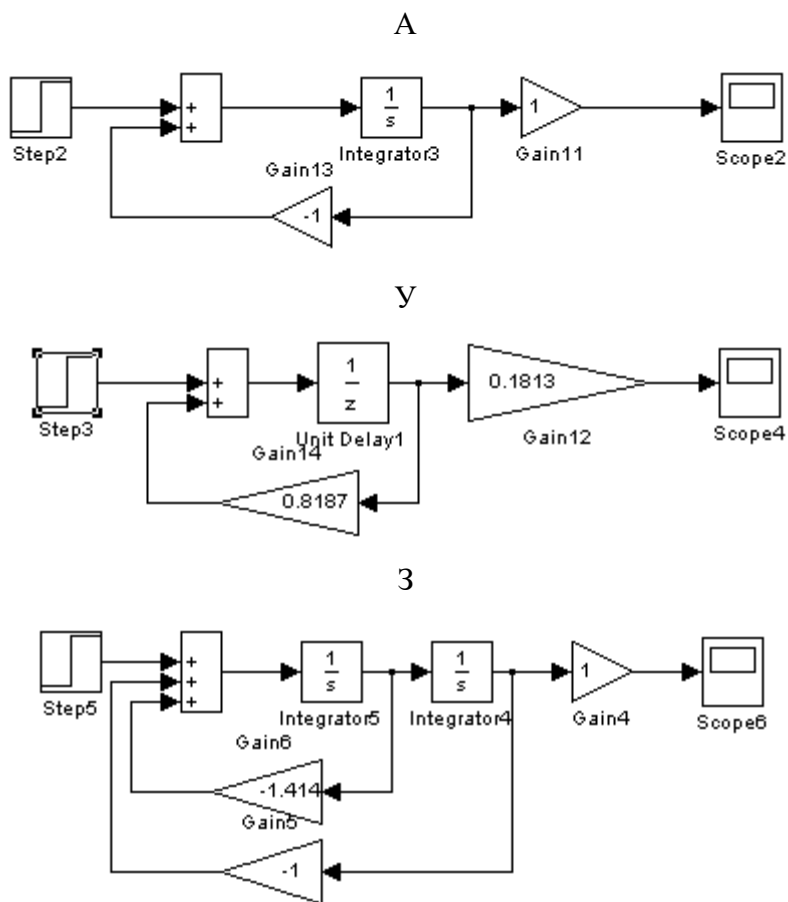 А
+
+
1
s
1
Step2
Integrator3
Gain11
Scope2
Gain13
-1
У
+
+
1
z
0.1813
Step3
Unit Delay1
Gain12
Scope4
Gain14
0.8187
З
+
+
+
1
s
1
s
1
Step5
Integrator5
Integrator4
Gain4
Scope6
Gain6
-1.414
Gain5
-1